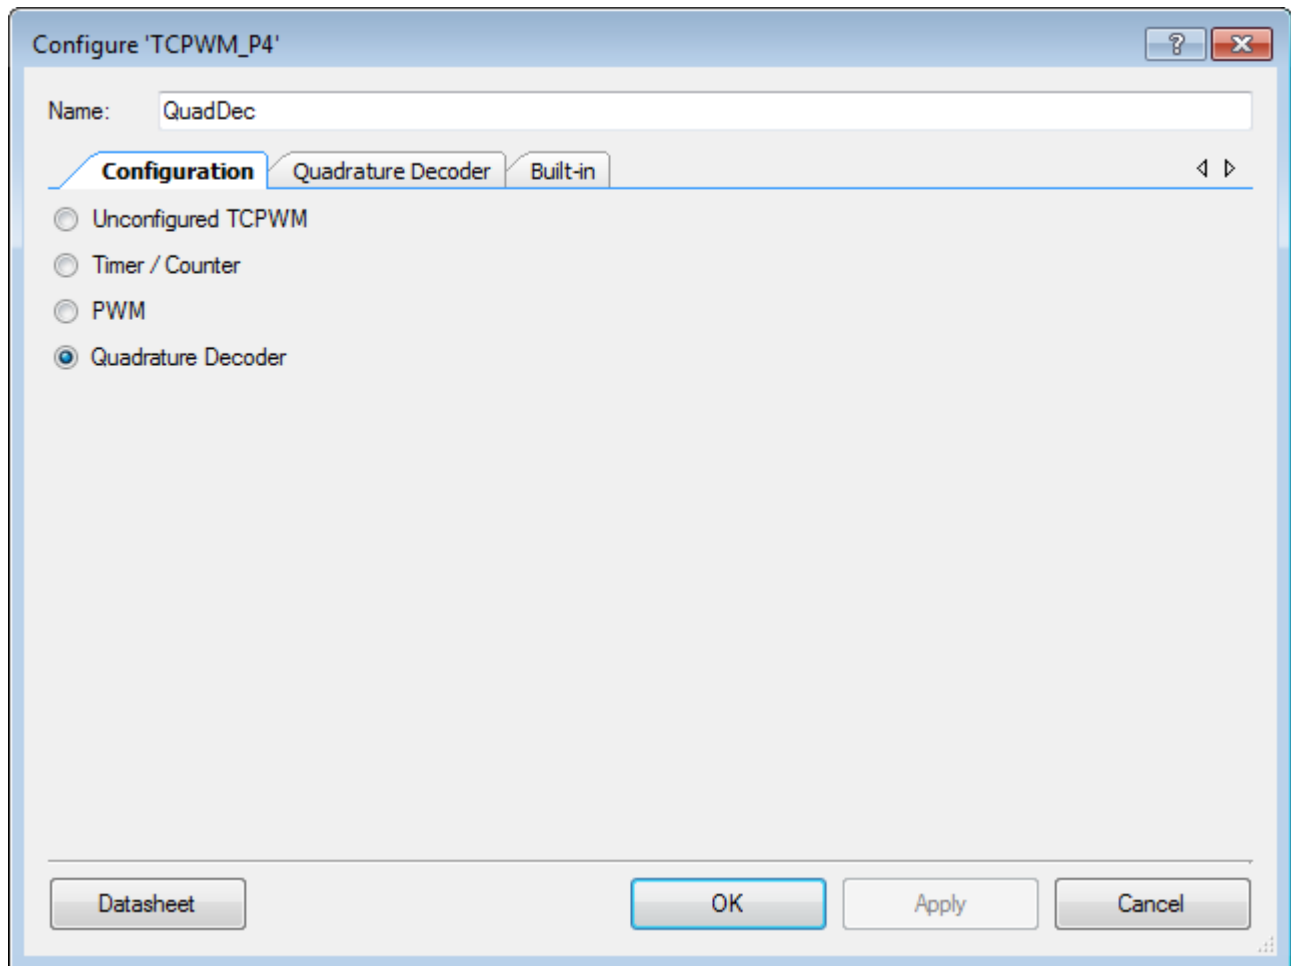 Configure 'TCPWM_P4'
Name: QuadDec
Configuration Quadrature Decoder Built-in
Unconfigured TCPWM
Timer / Counter
PWM
Quadrature Decoder
Datasheet OK Apply Cancel